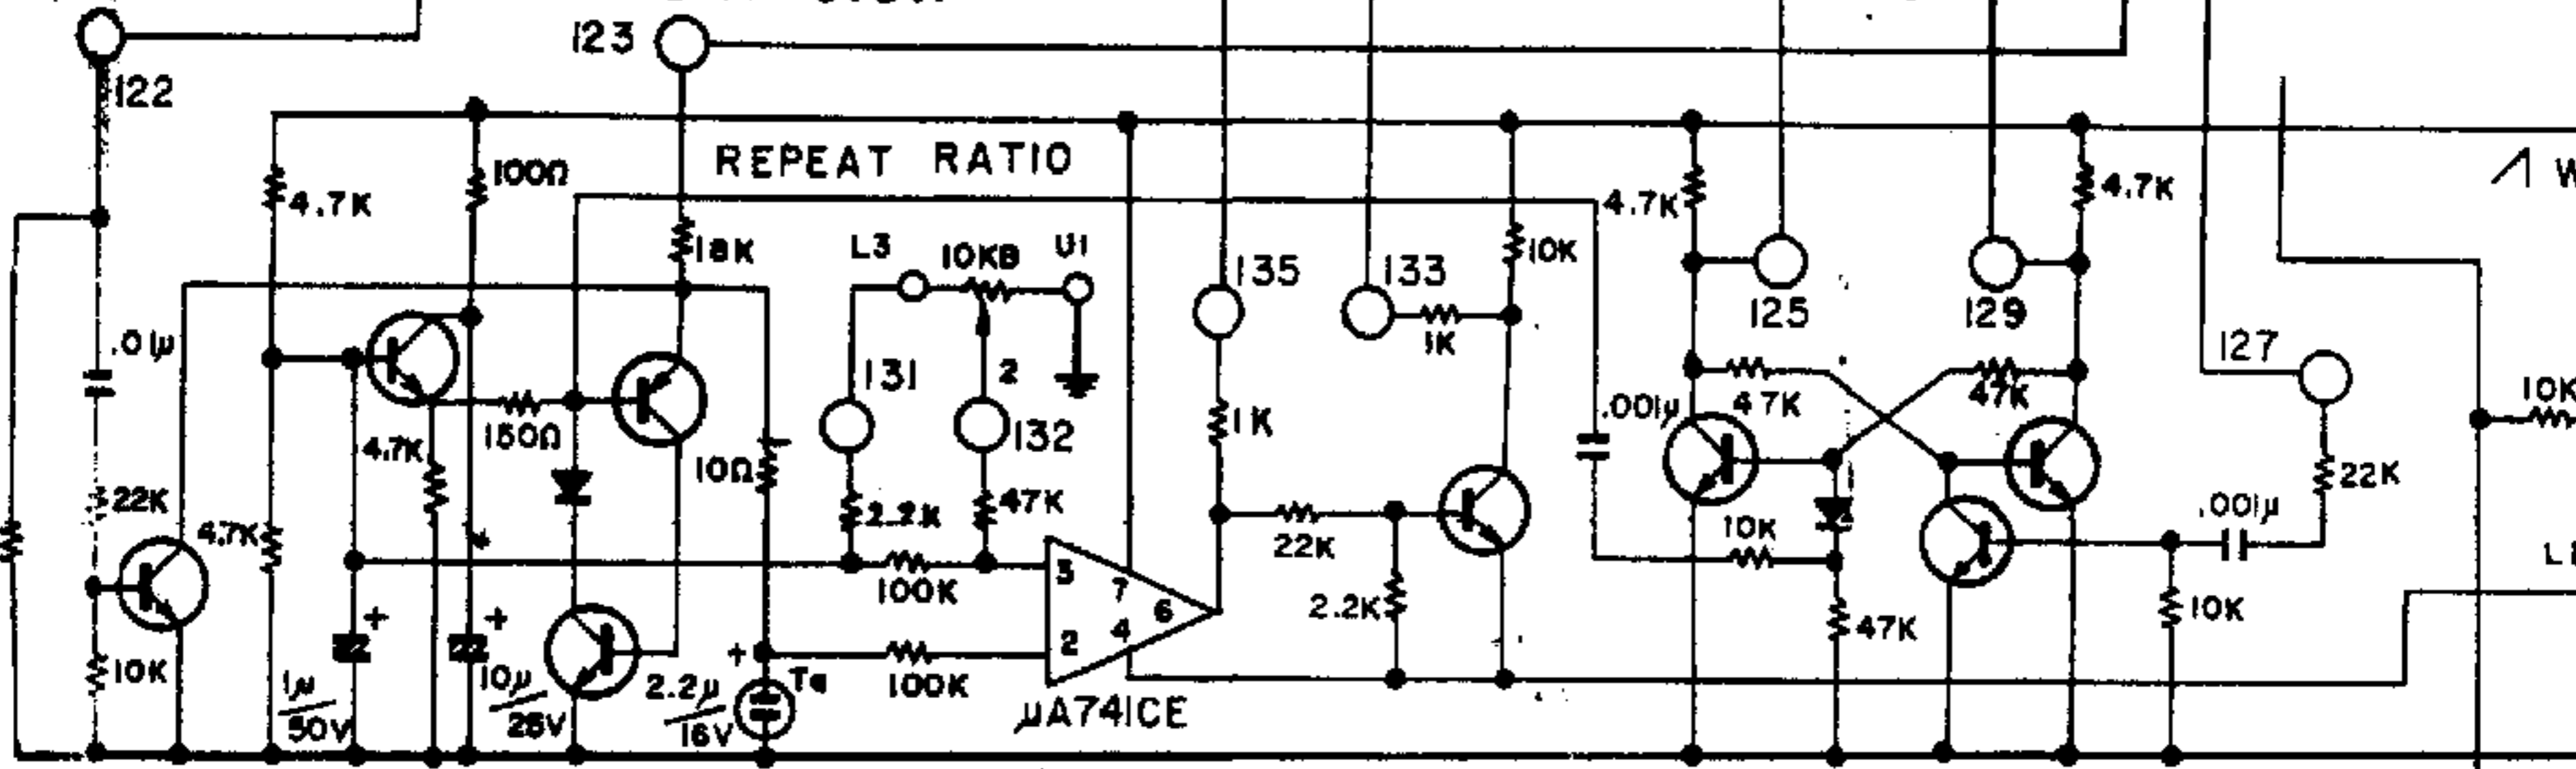 123
122
REPEAT RATIO
100Ω
4.7K
18K
L3
10KB
U1
4.7K
4.7K
135
133
10K
125
129
1K
127
.01μ
131
2
132
150Ω
4.7K
10Ω
1K
.001μ
47K
47K
10K
22K
4.7K
2.2K
47K
22K
10K
.001μ
22K
3
7
6
4
2
100K
2.2K
47K
10K
+
+
+
10K
1μ/50V
10μ/25V
2.2μ/16V
Ta
100K
μA741CE